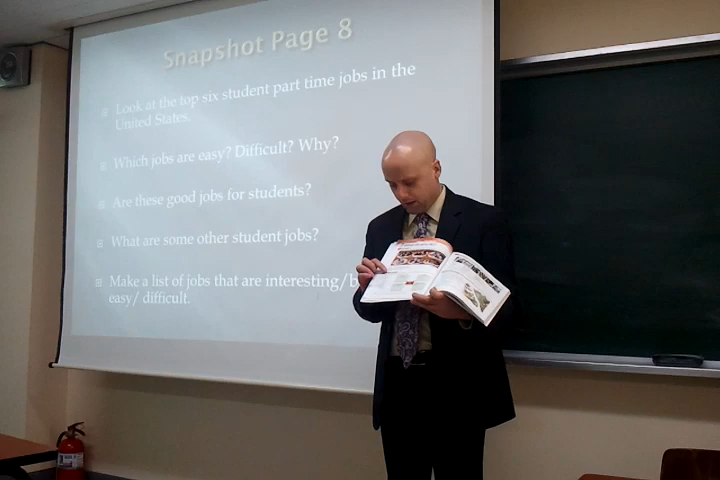 Snapshot Page 8
Look at the top six student part time jobs in the
United States.
Which jobs are easy? Difficult? Why?
Are these good jobs for students?
What are some other student jobs?
Make a list of jobs that are interesting/b
easy/ difficult.